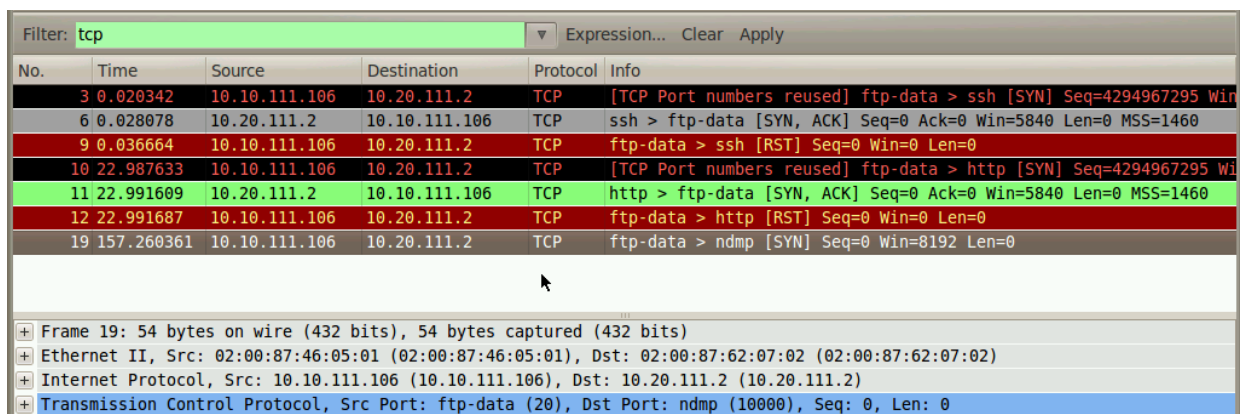 Filter: tcp Expression... Clear Apply
No. Time Source Destination Protocol Info
3 0.020342 10.10.111.106 10.20.111.2 TCP [TCP Port numbers reused] ftp-data > ssh [SYN] Seq=4294967295 Win
6 0.028078 10.20.111.2 10.10.111.106 TCP ssh > ftp-data [SYN, ACK] Seq=0 Ack=0 Win=5840 Len=0 MSS=1460
9 0.036664 10.10.111.106 10.20.111.2 TCP ftp-data > ssh [RST] Seq=0 Win=0 Len=0
10 22.987633 10.10.111.106 10.20.111.2 TCP [TCP Port numbers reused] ftp-data > http [SYN] Seq=4294967295 Wi
11 22.991609 10.20.111.2 10.10.111.106 TCP http > ftp-data [SYN, ACK] Seq=0 Ack=0 Win=5840 Len=0 MSS=1460
12 22.991687 10.10.111.106 10.20.111.2 TCP ftp-data > http [RST] Seq=0 Win=0 Len=0
19 157.260361 10.10.111.106 10.20.111.2 TCP ftp-data > ndmp [SYN] Seq=0 Win=8192 Len=0
Frame 19: 54 bytes on wire (432 bits), 54 bytes captured (432 bits)
Ethernet II, Src: 02:00:87:46:05:01 (02:00:87:46:05:01), Dst: 02:00:87:62:07:02 (02:00:87:62:07:02)
Internet Protocol, Src: 10.10.111.106 (10.10.111.106), Dst: 10.20.111.2 (10.20.111.2)
Transmission Control Protocol, Src Port: ftp-data (20), Dst Port: ndmp (10000), Seq: 0, Len: 0